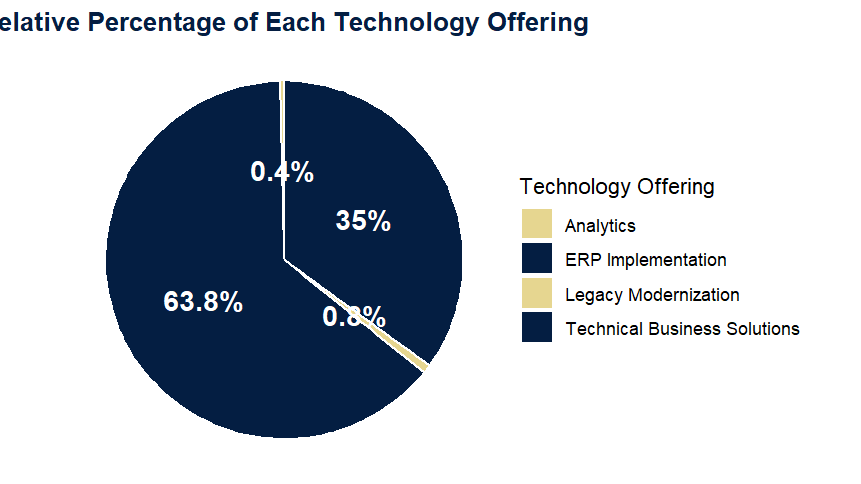 elative Percentage of Each Technology Offering
0.4%
35%
63.8%
0.8%
Technology Offering
Analytics
ERP Implementation
Legacy Modernization
Technical Business Solutions